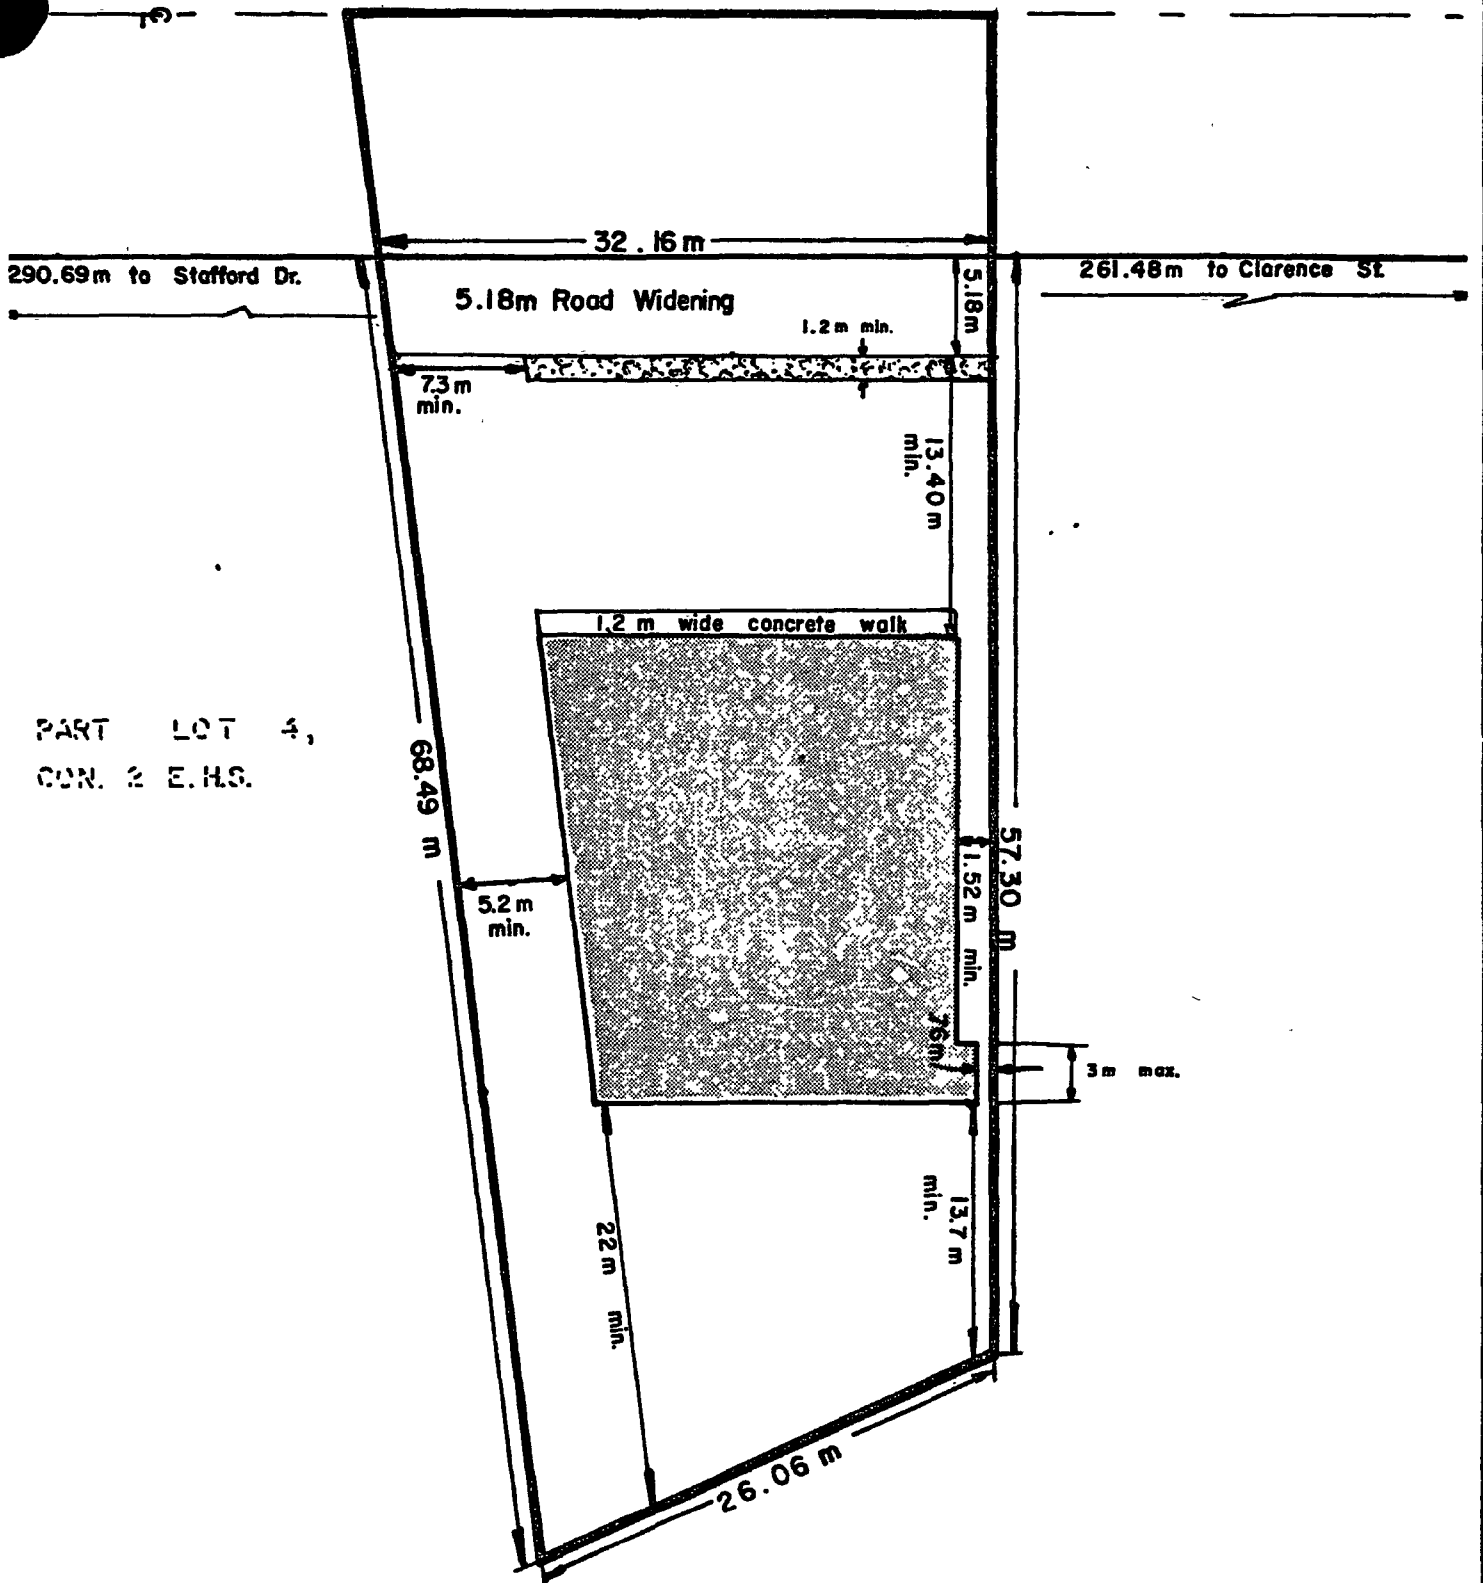 32.16 m
290.69m to Stafford Dr.
261.48m to Clarence St.
5.18m Road Widening
5.18m
1.2 m min.
7.3 m
min.
13.40 m
min.
1.2 m wide concrete walk
PART LOT 4,
CON. 2 E.H.S.
68.49 m
57.30 m
1.52 m min.
5.2 m
min.
.76m
3m max.
13.7 m
min.
22 m min.
26.06 m